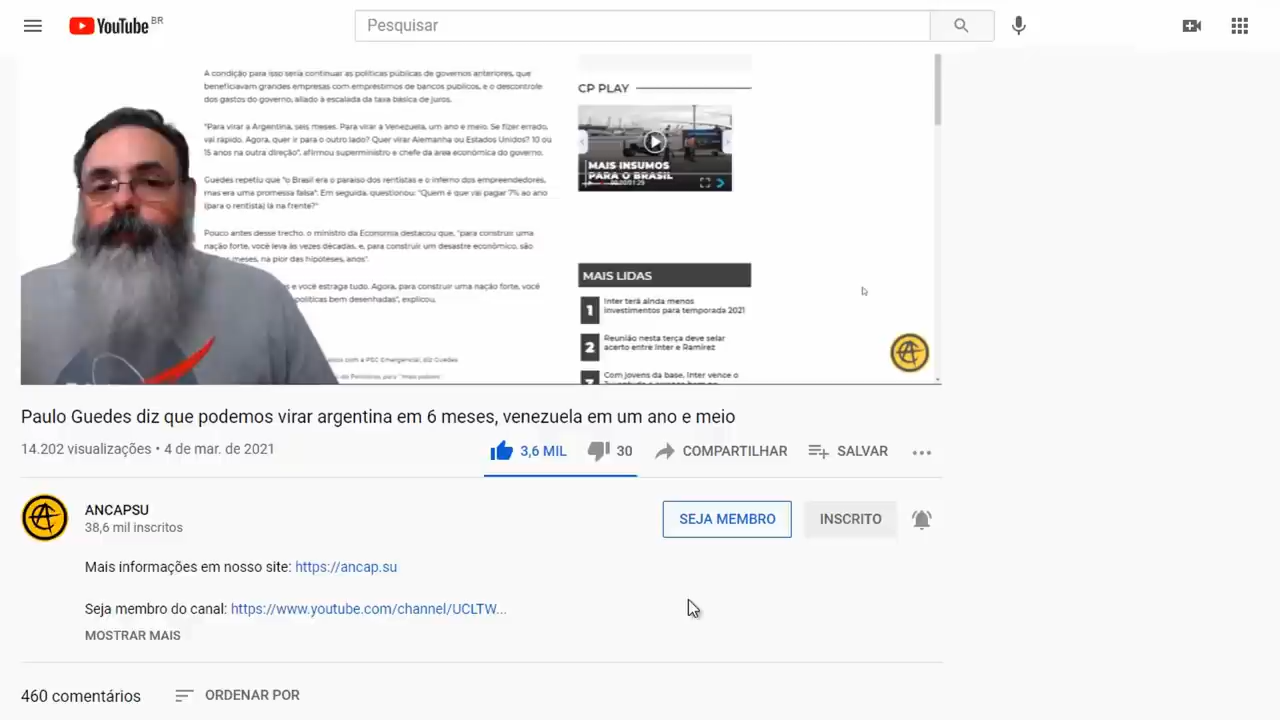 YouTube BR
Pesquisar
A condição para isso seria continuar as políticas públicas de governos anteriores, que
beneficiavam grandes empresas com empréstimos de bancos públicos, e o descontrole
dos gastos do governo, aliado à escalada da taxa básica de juros.
"Para virar a Argentina, seis meses. Para virar a Venezuela, um ano e meio. Se fizer errado,
vai rápido. Agora, quer ir para o outro lado? Quer virar Alemanha ou Estados Unidos? 10 ou
15 anos na outra direção", afirmou superministro e chefe da área econômica do governo.
Guedes repetiu que "o Brasil era o paraíso dos rentistas e o inferno dos empreendedores,
mas era uma promessa falsa". Em seguida, questionou: "Quem é que vai pagar 7% ao ano
(para o rentista) lá na frente?"
Pouco antes desse trecho, o ministro da Economia destacou que, "para construir uma
nação forte, você leva às vezes décadas, e, para construir um desastre econômico, são
meses, na pior das hipóteses, anos".
e você estraga tudo. Agora, para construir uma nação forte, você
políticas bem desenhadas", explicou.
com a PEC Emergencial, diz Guedes
CP PLAY
MAIS INSUMOS
PARA O BRASIL
MAIS LIDAS
1 Inter terá ainda menos
investimentos para temporada 2021
2 Reunião nesta terça deve selar
acerto entre Inter e Ramírez
Com jovens da base, Inter vence o
Paulo Guedes diz que podemos virar argentina em 6 meses, venezuela em um ano e meio
14.202 visualizações • 4 de mar. de 2021
3,6 MIL 30 COMPARTILHAR SALVAR
ANCAPSU
38,6 mil inscritos
SEJA MEMBRO INSCRITO
Mais informações em nosso site: https://ancap.su
Seja membro do canal: https://www.youtube.com/channel/UCLTW...
MOSTRAR MAIS
460 comentários ORDENAR POR